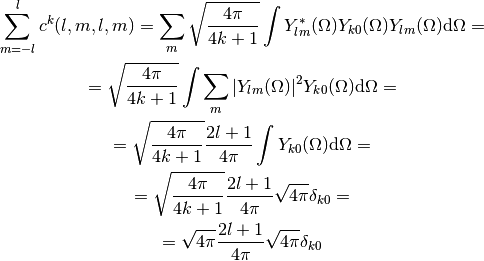 \sum_{m=-l}^{l} c^k(l, m, l, m) = \sum_m \sqrt{\frac{4\pi}{4k+1}} \int Y_{lm}^*(\Omega) Y_{k0}(\Omega) Y_{lm}(\Omega) \mathrm{d}\Omega =
= \sqrt{\frac{4\pi}{4k+1}} \int \sum_m |Y_{lm}(\Omega)|^2 Y_{k0}(\Omega) \mathrm{d}\Omega =
= \sqrt{\frac{4\pi}{4k+1}} \frac{2l+1}{4\pi} \int Y_{k0}(\Omega) \mathrm{d}\Omega =
= \sqrt{\frac{4\pi}{4k+1}} \frac{2l+1}{4\pi} \sqrt{4\pi} \delta_{k0} =
= \sqrt{4\pi} \frac{2l+1}{4\pi} \sqrt{4\pi} \delta_{k0}